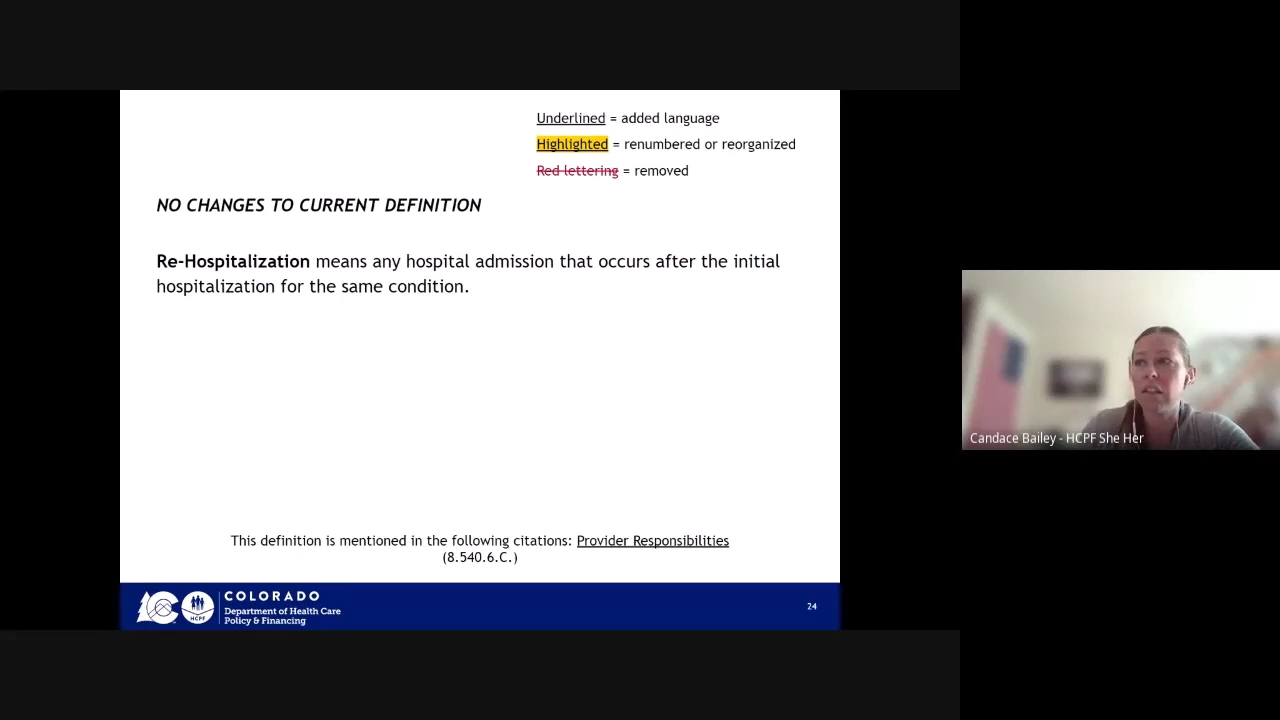 Underlined = added language
Highlighted = renumbered or reorganized
Red lettering = removed
NO CHANGES TO CURRENT DEFINITION
Re-Hospitalization means any hospital admission that occurs after the initial
hospitalization for the same condition.
This definition is mentioned in the following citations: Provider Responsibilities
(8.540.6.C.)
HCPF
COLORADO
Department of Health Care
Policy & Financing
24
Candace Bailey - HCPF She Her